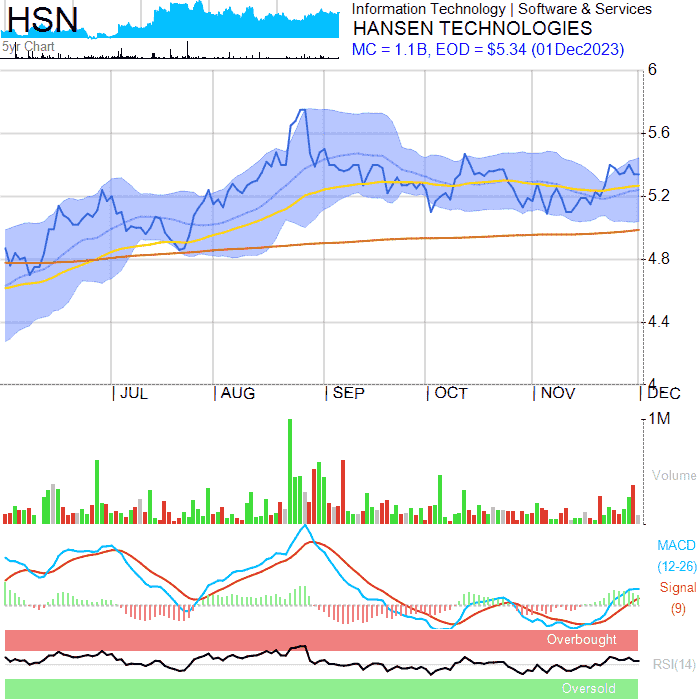 HSN
5yr Chart
Information Technology | Software & Services
HANSEN TECHNOLOGIES
MC = 1.1B, EOD = $5.34 (01Dec2023)
6
5.6
5.2
4.8
4.4
4
| JUL
| AUG
| SEP
| OCT
| NOV
| DEC
1M
Volume
MACD
(12-26)
Signal
(9)
Overbought
RSI(14)
Oversold